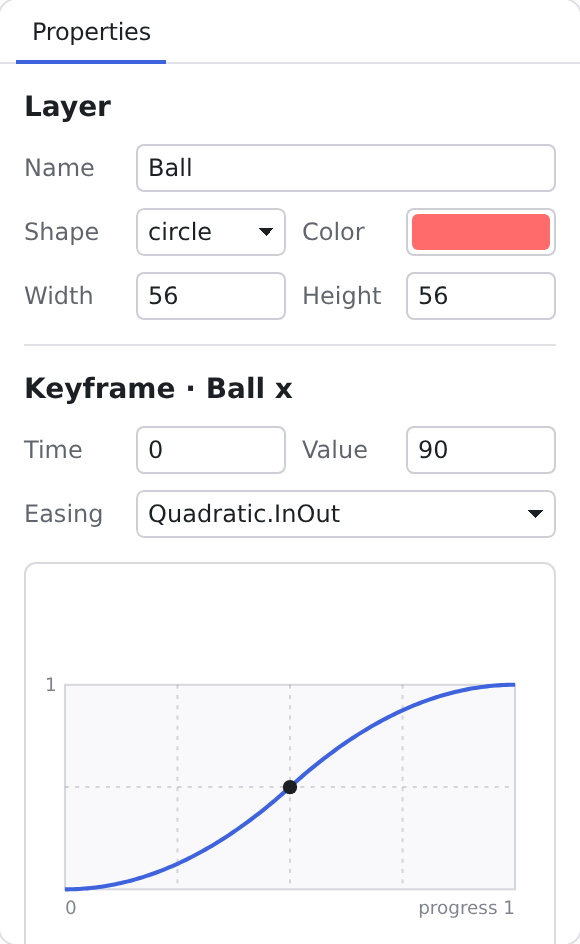 Properties
Layer
Name Ball
Shape circle Color
Width 56 Height 56
Keyframe · Ball x
Time 0 Value 90
Easing Quadratic.InOut
1
0 progress 1